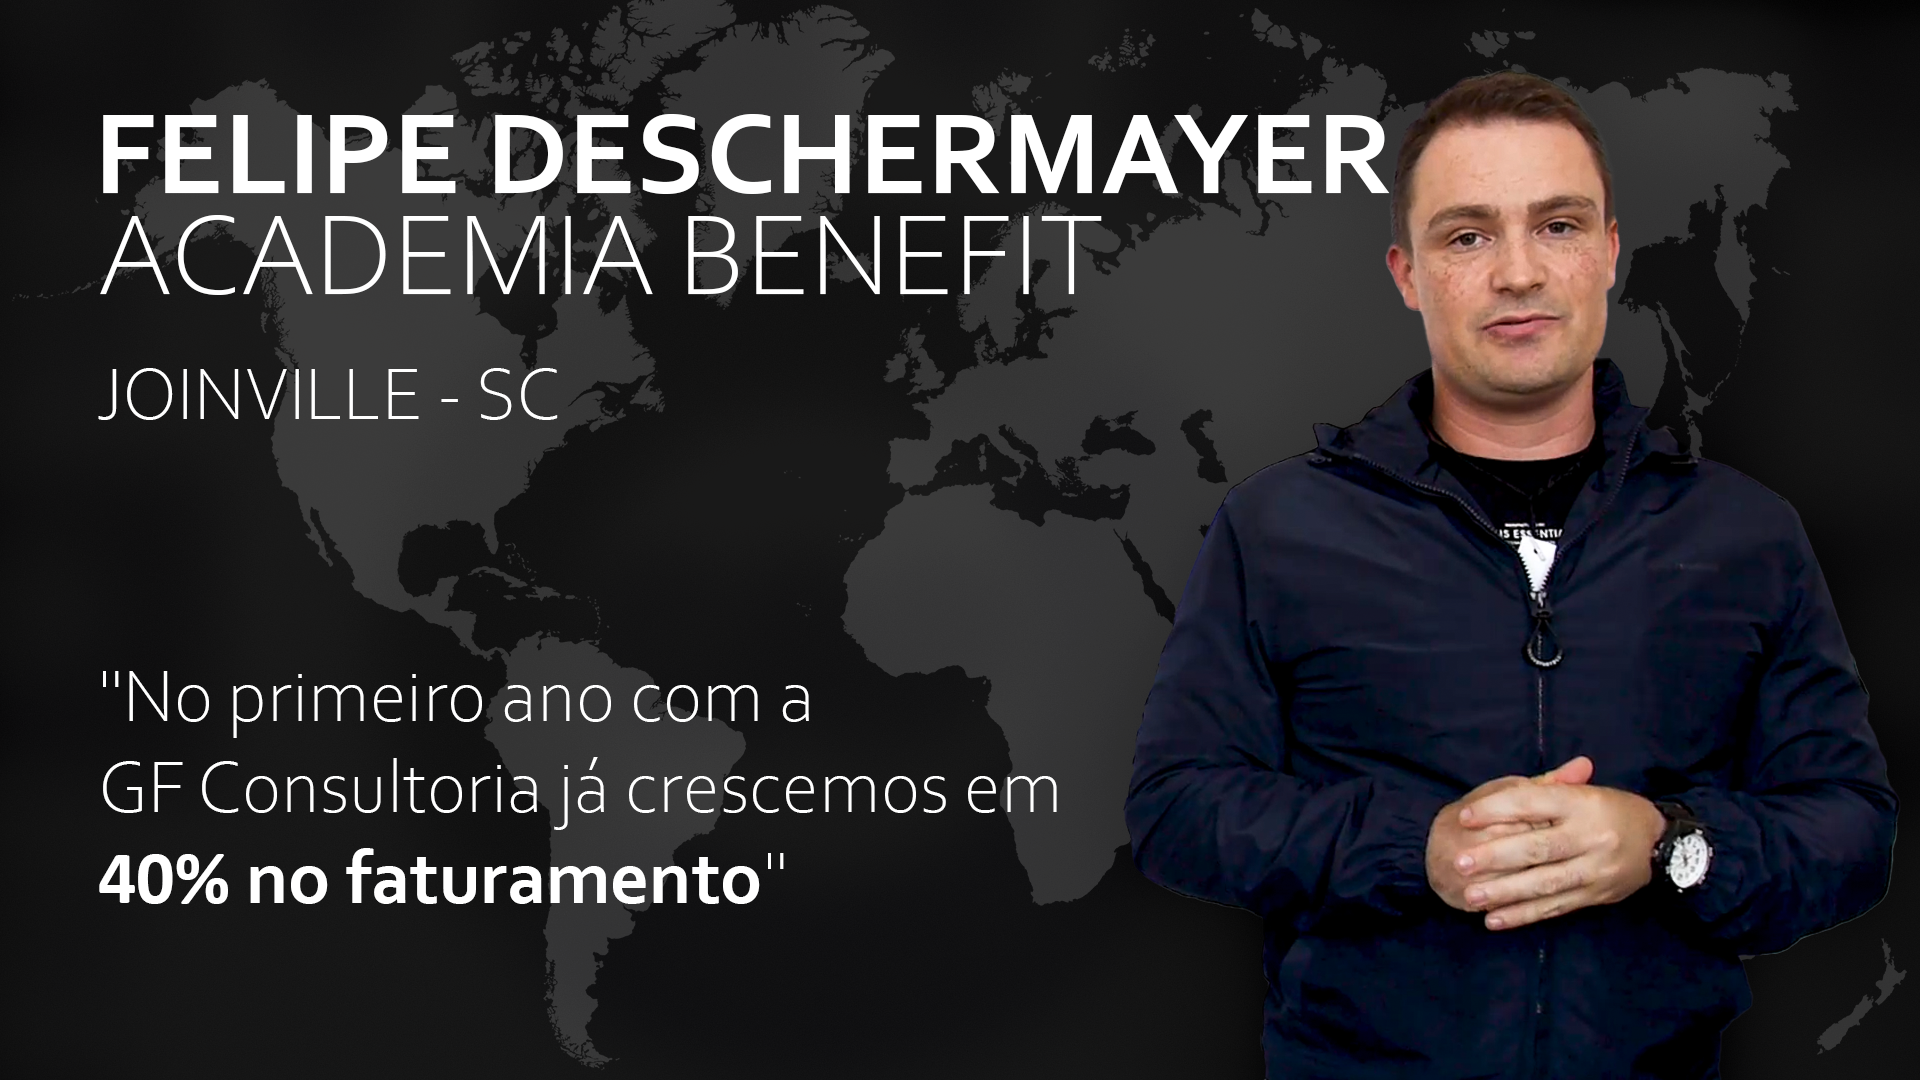 FELIPE DESCHERMAYER
ACADEMIA BENEFIT
JOINVILLE - SC
"No primeiro ano com a
GF Consultoria já crescemos em
40% no faturamento"